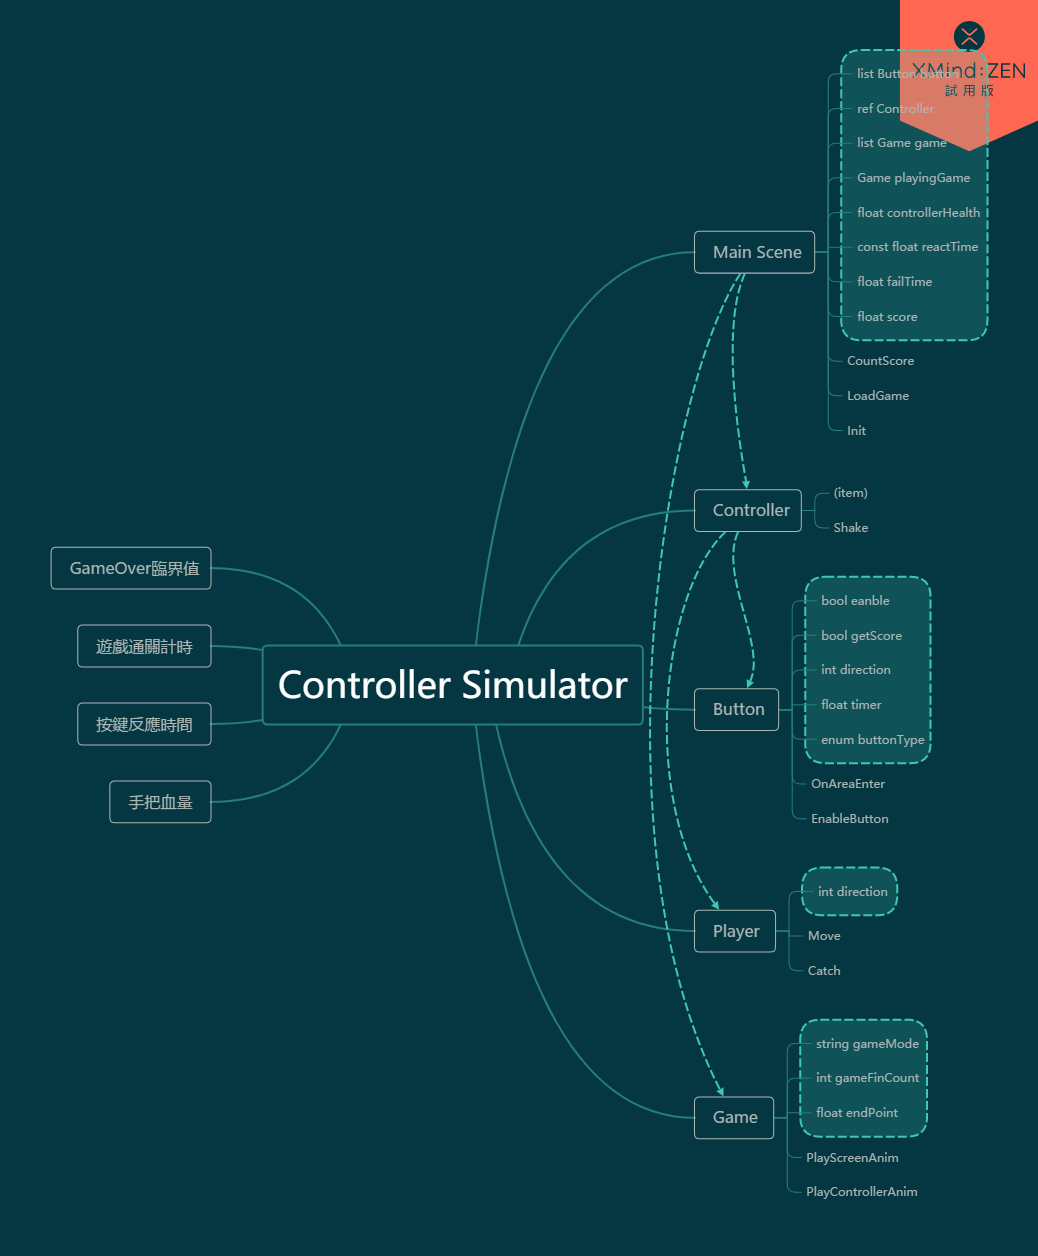 XMind:ZEN
試用版
list Button button
ref Controller
list Game game
Game playingGame
float controllerHealth
const float reactTime
float failTime
float score
Main Scene
CountScore
LoadGame
Init
Controller
(item)
Shake
GameOver臨界值
遊戲通關計時
按鍵反應時間
手把血量
Controller Simulator
Button
bool eanble
bool getScore
int direction
float timer
enum buttonType
OnAreaEnter
EnableButton
Player
int direction
Move
Catch
Game
string gameMode
int gameFinCount
float endPoint
PlayScreenAnim
PlayControllerAnim